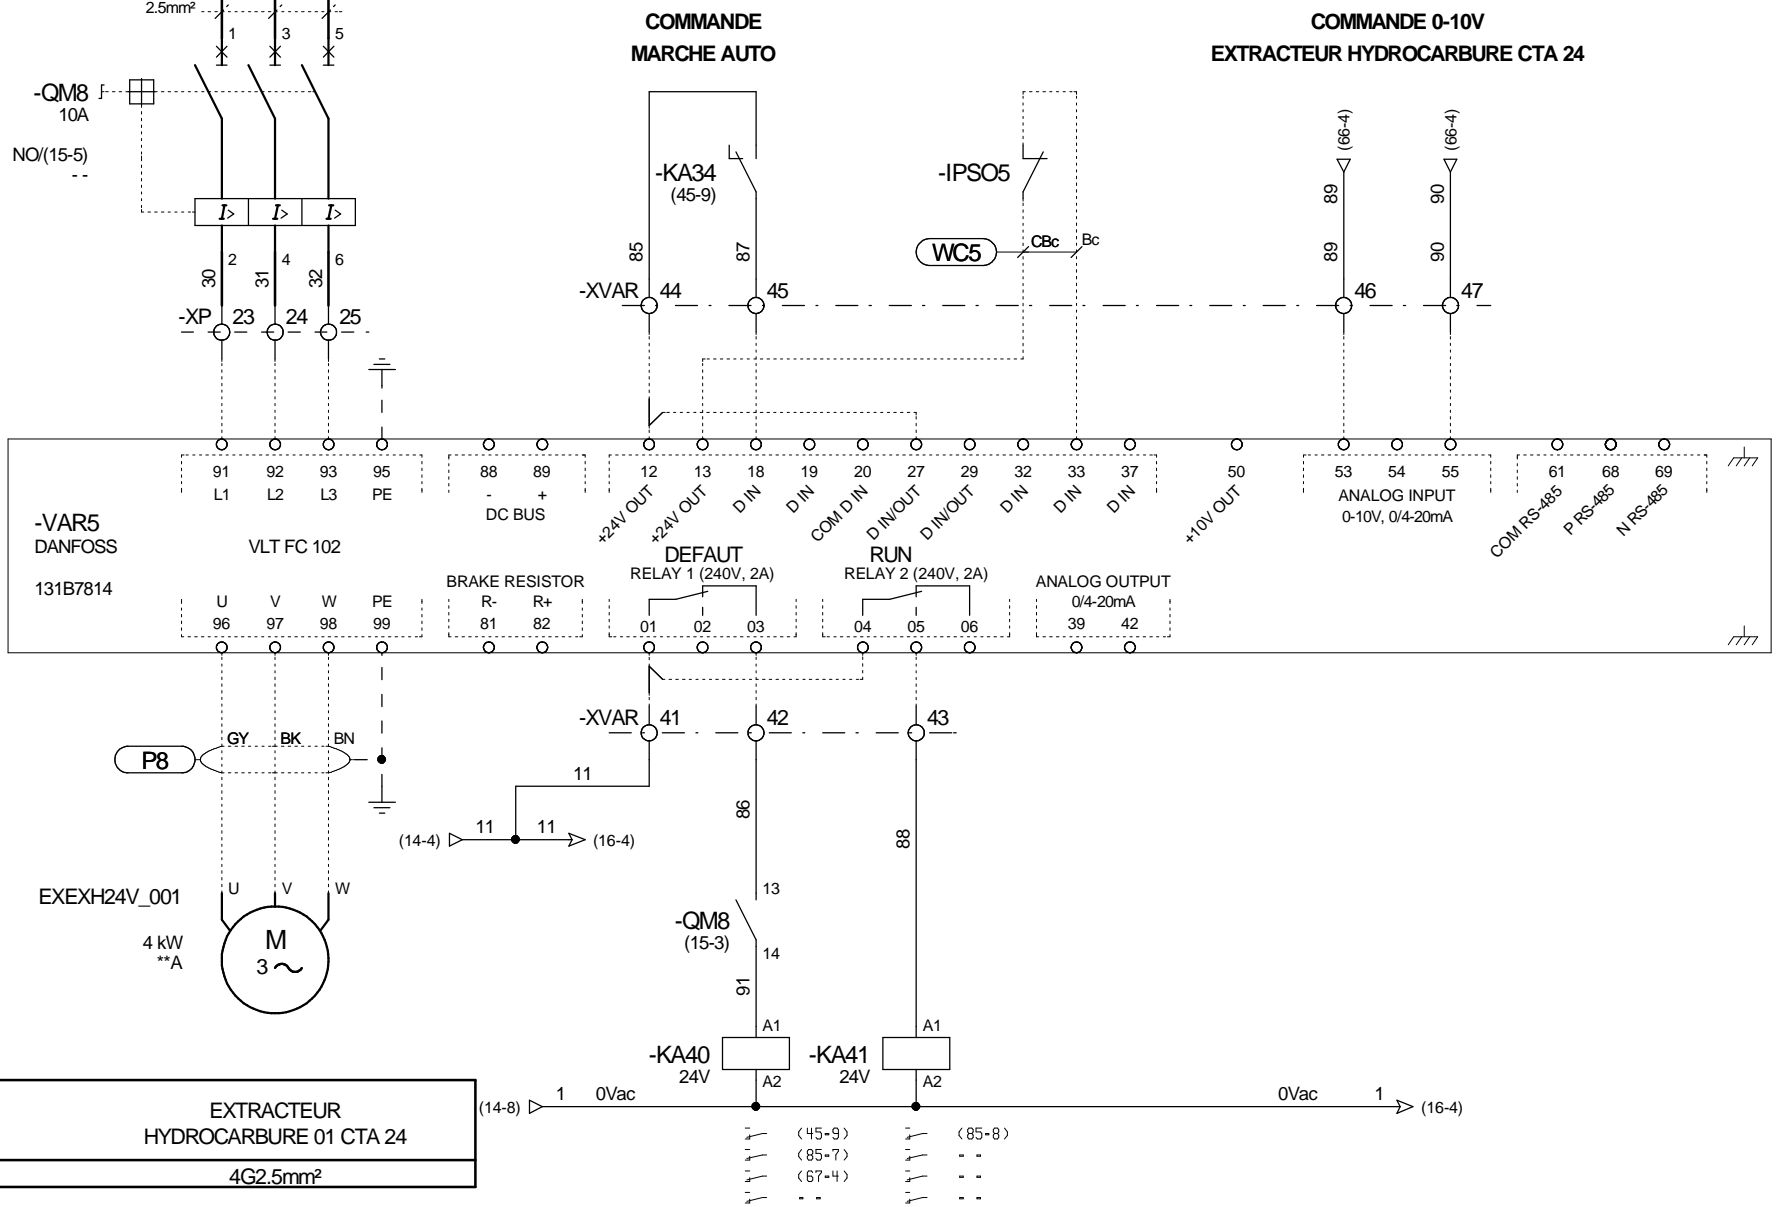 2.5mm²
1 3 5
COMMANDE
MARCHE AUTO
COMMANDE 0-10V
EXTRACTEUR HYDROCARBURE CTA 24
-QM8
10A
NO/(15-5)
- -
I> I> I>
2 4 6
30 31 32
-XP 23 24 25
-KA34
(45-9)
85 87
-XVAR 44 45 46 47
-IPSO5
WC5 CBc Bc
(66-4) (66-4)
89 90
89 90
91 92 93 95 88 89 12 13 18 19 20 27 29 32 33 37 50 53 54 55 61 68 69
L1 L2 L3 PE
- +
DC BUS
+24V OUT
+24V OUT
D IN
D IN
COM D IN
D IN/OUT
D IN/OUT
D IN
D IN
D IN
+10V OUT
ANALOG INPUT
0-10V, 0/4-20mA
COM RS-485
P RS-485
N RS-485
-VAR5
DANFOSS
131B7814
VLT FC 102
DEFAUT
RELAY 1 (240V, 2A)
RUN
RELAY 2 (240V, 2A)
BRAKE RESISTOR
R- R+
81 82
ANALOG OUTPUT
0/4-20mA
39 42
U V W PE
96 97 98 99
01 02 03 04 05 06
-XVAR 41 42 43
P8 GY BK BN
11
(14-4) 11 11 (16-4)
86
88
EXEXH24V_001
4 kW
**A
U V W
M
3
13
-QM8
(15-3)
14
91
A1 A1
-KA40
24V
-KA41
24V
A2 A2
(14-8) 1 0Vac 0Vac 1 (16-4)
EXTRACTEUR
HYDROCARBURE 01 CTA 24
4G2.5mm²
(45-9) (85-8)
(85-7) - -
(67-4) - -
- - - -